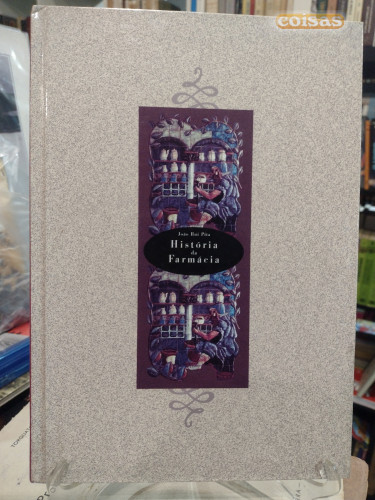 coisas
João Rui Pita
História
da
Farmácia